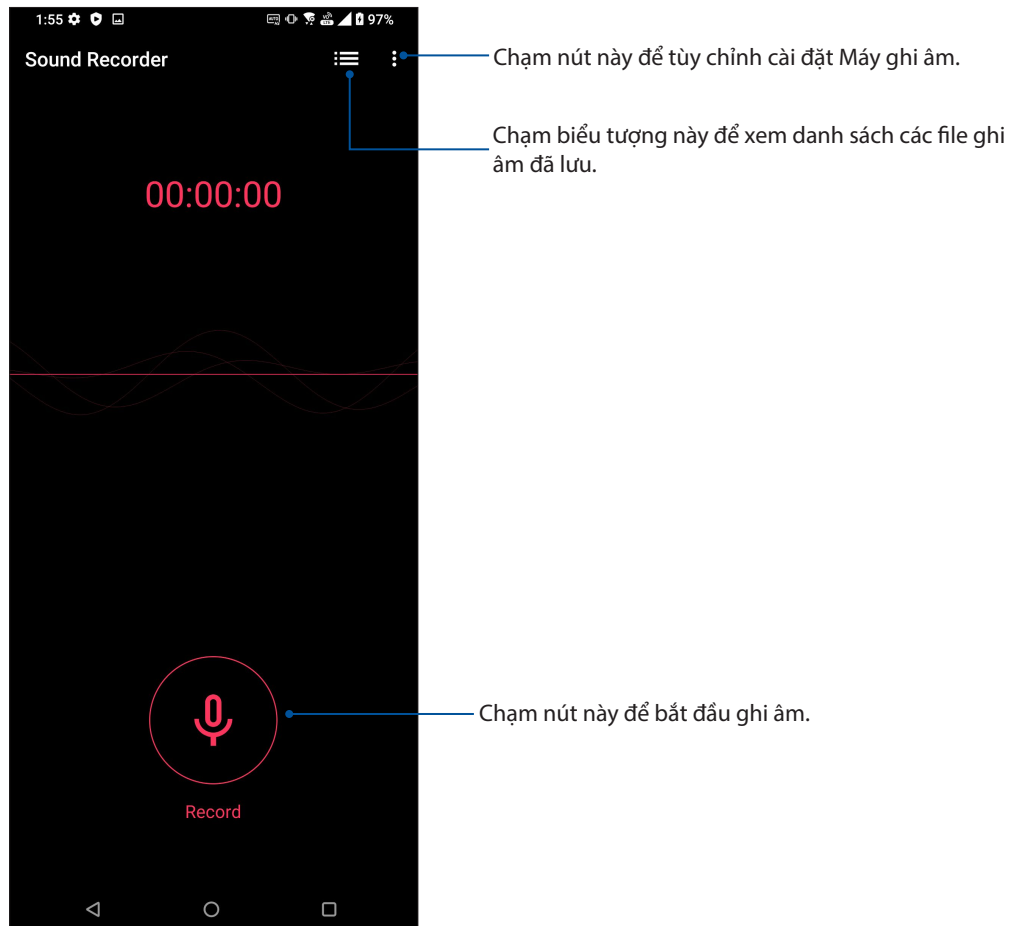 1:55
97%
Sound Recorder
Chạm nút này để tùy chỉnh cài đặt Máy ghi âm.
Chạm biểu tượng này để xem danh sách các file ghi
âm đã lưu.
00:00:00
Chạm nút này để bắt đầu ghi âm.
Record